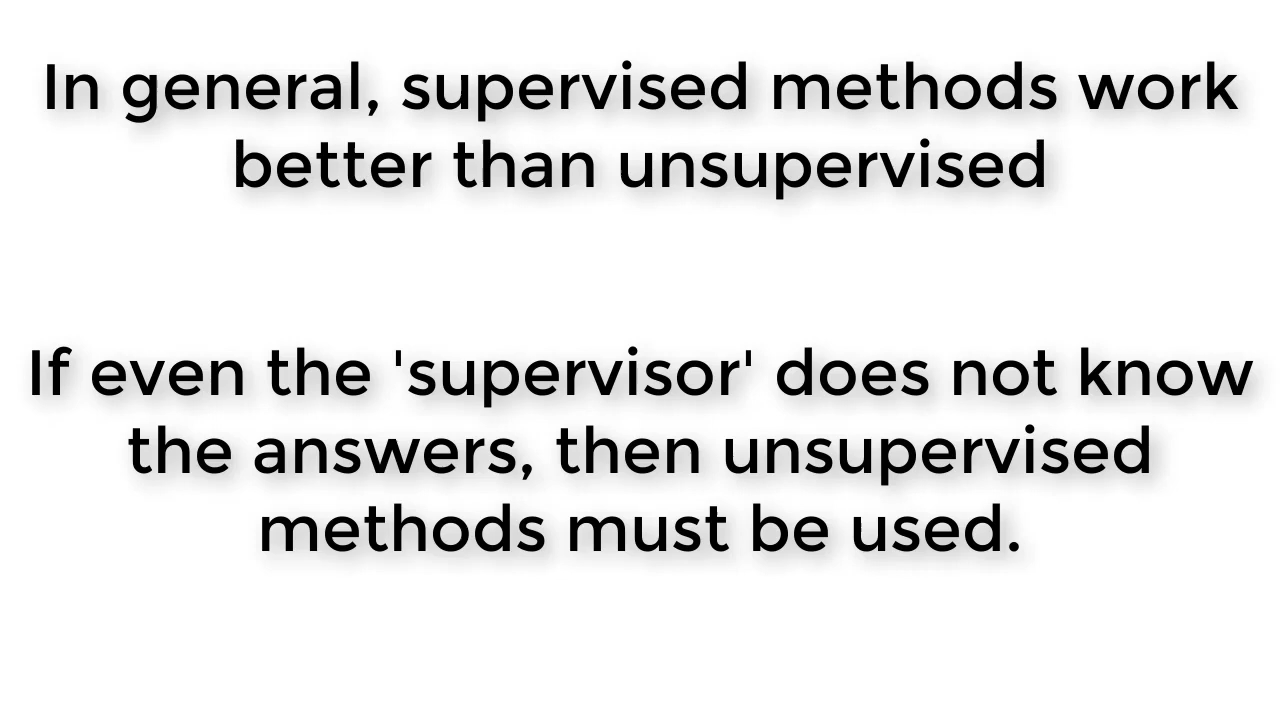 In general, supervised methods work
better than unsupervised
If even the 'supervisor' does not know
the answers, then unsupervised
methods must be used.